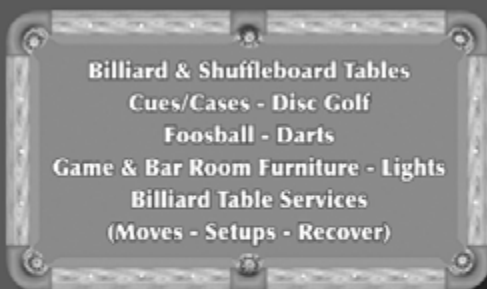 Billiard & Shuffleboard Tables
Cues/Cases - Disc Golf
Foosball - Darts
Game & Bar Room Furniture - Lights
Billiard Table Services
(Moves - Setups - Recover)